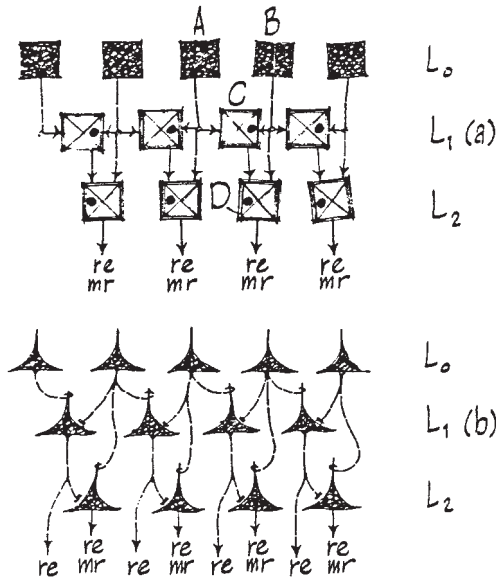 A B
L₀
C
L₁ (a)
D
L₂
re re re re
mr mr mr mr
L₀
L₁ (b)
L₂
re re re re
re mr re mr re mr re mr